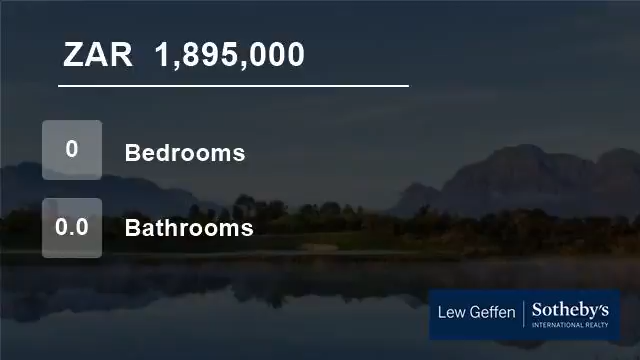 ZAR 1,895,000
0 Bedrooms
0.0 Bathrooms
Lew Geffen Sotheby's
INTERNATIONAL REALTY